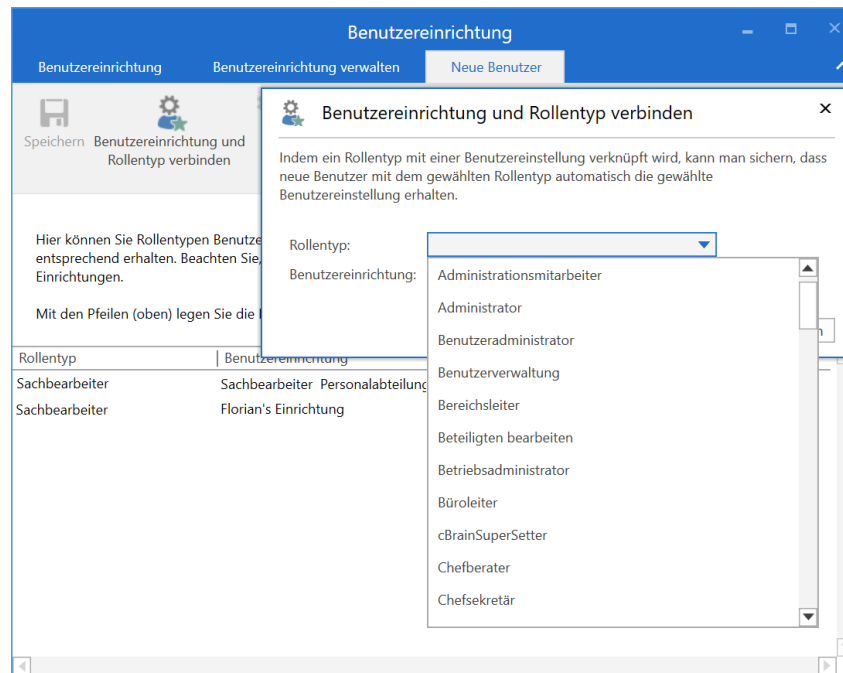 Benutzereinrichtung
Benutzereinrichtung
Benutzereinrichtung verwalten
Neue Benutzer
Speichern
Benutzereinrichtung und
Rollentyp verbinden
Benutzereinrichtung und Rollentyp verbinden
Indem ein Rollentyp mit einer Benutzereinstellung verknüpft wird, kann man sichern, dass
neue Benutzer mit dem gewählten Rollentyp automatisch die gewählte
Benutzereinstellung erhalten.
Rollentyp:
Benutzereinrichtung:
Administrationsmitarbeiter
Administrator
Benutzeradministrator
Benutzerverwaltung
Bereichsleiter
Beteiligten bearbeiten
Betriebsadministrator
Büroleiter
cBrainSuperSetter
Chefberater
Chefsekretär
Hier können Sie Rollentypen
entsprechend erhalten. Beachten Sie,
Einrichtungen.
Mit den Pfeilen (oben) legen Sie die
Rollentyp
Benutzereinrichtung
Sachbearbeiter
Sachbearbeiter Personalabteilung
Sachbearbeiter
Florian's Einrichtung